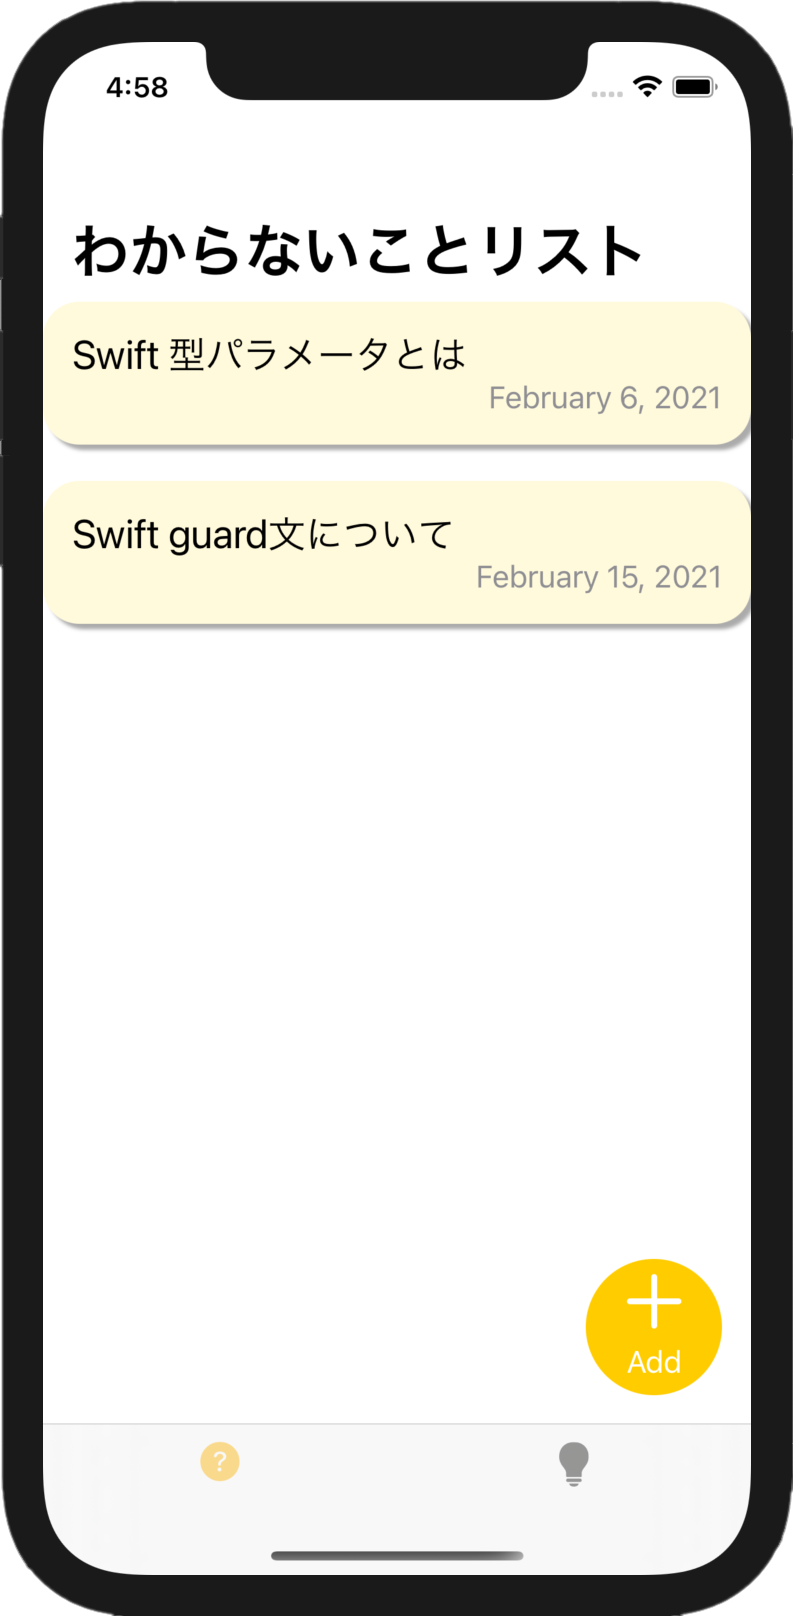 4:58
わからないことリスト
Swift 型パラメータとは
February 6, 2021
Swift guard文について
February 15, 2021
Add
?